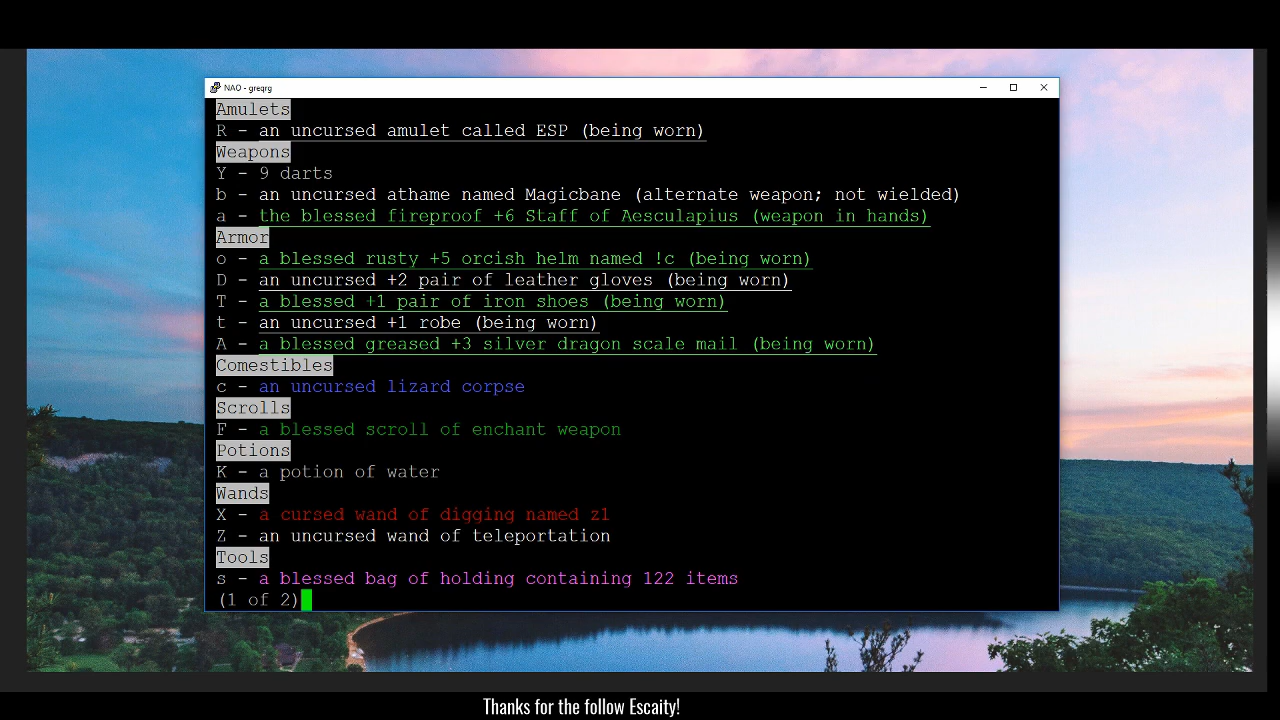 NAO - greqrg
Amulets
R - an uncursed amulet called ESP (being worn)
Weapons
Y - 9 darts
b - an uncursed athame named Magicbane (alternate weapon; not wielded)
a - the blessed fireproof +6 Staff of Aesculapius (weapon in hands)
Armor
o - a blessed rusty +5 orcish helm named !c (being worn)
D - an uncursed +2 pair of leather gloves (being worn)
T - a blessed +1 pair of iron shoes (being worn)
t - an uncursed +1 robe (being worn)
A - a blessed greased +3 silver dragon scale mail (being worn)
Comestibles
c - an uncursed lizard corpse
Scrolls
F - a blessed scroll of enchant weapon
Potions
K - a potion of water
Wands
X - a cursed wand of digging named z1
Z - an uncursed wand of teleportation
Tools
s - a blessed bag of holding containing 122 items
(1 of 2)
Thanks for the follow Escaity!